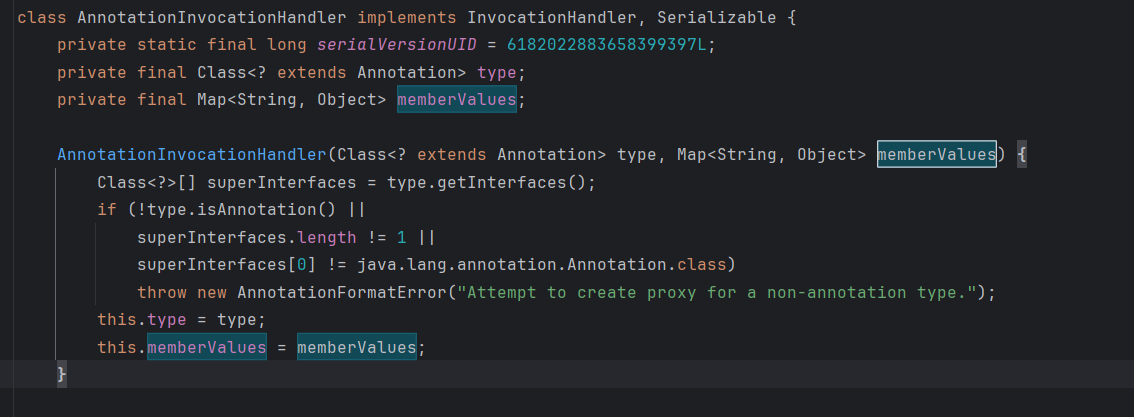 class AnnotationInvocationHandler implements InvocationHandler, Serializable {
    private static final long serialVersionUID = 6182022883658399397L;
    private final Class<? extends Annotation> type;
    private final Map<String, Object> memberValues;

    AnnotationInvocationHandler(Class<? extends Annotation> type, Map<String, Object> memberValues) {
        Class<?>[] superInterfaces = type.getInterfaces();
        if (!type.isAnnotation() ||
            superInterfaces.length != 1 ||
            superInterfaces[0] != java.lang.annotation.Annotation.class)
            throw new AnnotationFormatError("Attempt to create proxy for a non-annotation type.");
        this.type = type;
        this.memberValues = memberValues;
    }